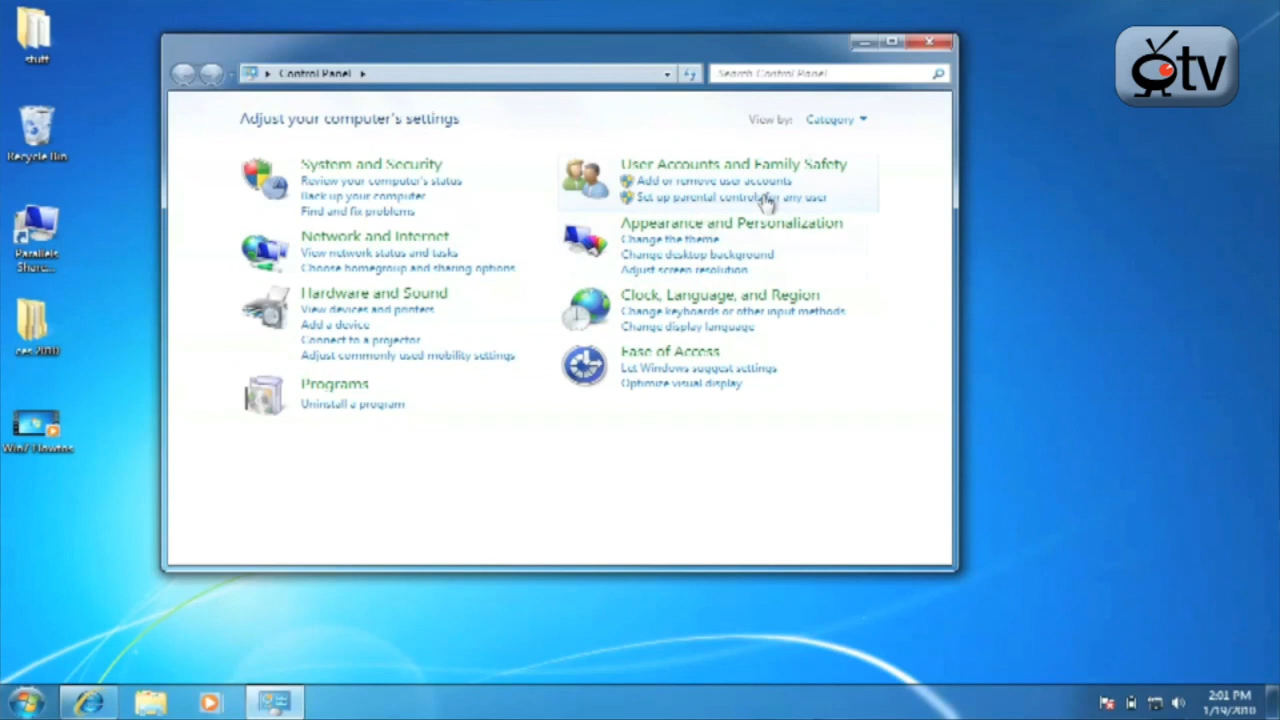 stuff
Recycle Bin
Parallels
Share...
ces 2010
Win7 Howtos
Control Panel
Search Control Panel
tv
Adjust your computer's settings
View by: Category
System and Security
Review your computer's status
Back up your computer
Find and fix problems
Network and Internet
View network status and tasks
Choose homegroup and sharing options
Hardware and Sound
View devices and printers
Add a device
Connect to a projector
Adjust commonly used mobility settings
Programs
Uninstall a program
User Accounts and Family Safety
Add or remove user accounts
Set up parental controls for any user
Appearance and Personalization
Change the theme
Change desktop background
Adjust screen resolution
Clock, Language, and Region
Change keyboards or other input methods
Change display language
Ease of Access
Let Windows suggest settings
Optimize visual display
2:01 PM
1/19/2010